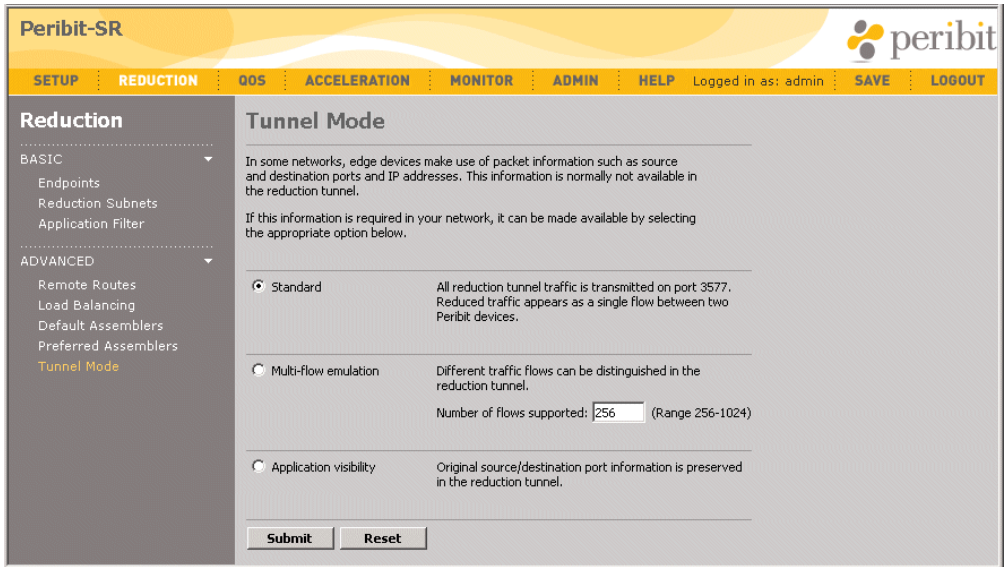 Peribit-SR
peribit
SETUP REDUCTION QOS ACCELERATION MONITOR ADMIN HELP Logged in as: admin SAVE LOGOUT
Reduction
BASIC
Endpoints
Reduction Subnets
Application Filter
ADVANCED
Remote Routes
Load Balancing
Default Assemblers
Preferred Assemblers
Tunnel Mode
Tunnel Mode
In some networks, edge devices make use of packet information such as source
and destination ports and IP addresses. This information is normally not available in
the reduction tunnel.
If this information is required in your network, it can be made available by selecting
the appropriate option below.
Standard
All reduction tunnel traffic is transmitted on port 3577.
Reduced traffic appears as a single flow between two
Peribit devices.
Multi-flow emulation
Different traffic flows can be distinguished in the
reduction tunnel.
Number of flows supported: 256 (Range 256-1024)
Application visibility
Original source/destination port information is preserved
in the reduction tunnel.
Submit Reset